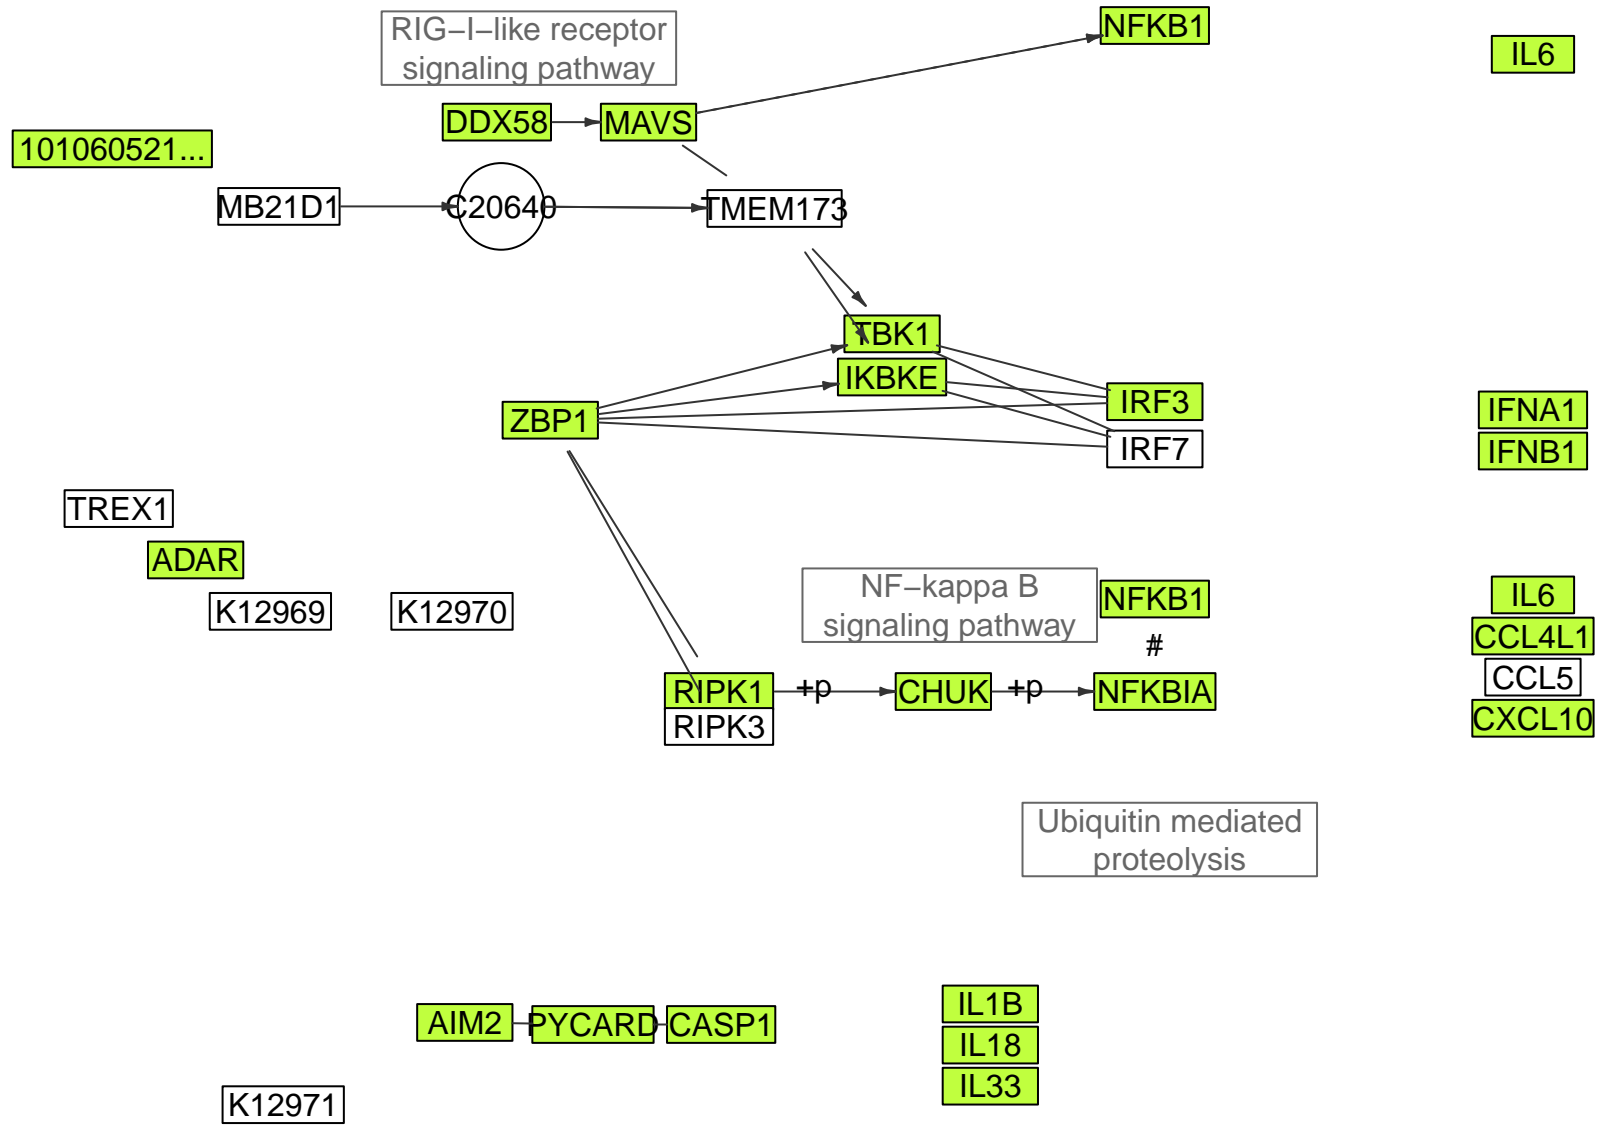 RIG−I−like receptor
signaling pathway
NFKB1
IL6
DDX58
MAVS
101060521...
MB21D1
C20640
TMEM173
TBK1
IKBKE
ZBP1
IRF3
IRF7
IFNA1
IFNB1
TREX1
ADAR
K12969
K12970
NF−kappa B
signaling pathway
NFKB1
#
IL6
CCL4L1
CCL5
CXCL10
RIPK1
+p
CHUK
+p
NFKBIA
RIPK3
Ubiquitin mediated
proteolysis
AIM2
PYCARD
CASP1
IL1B
IL18
IL33
K12971